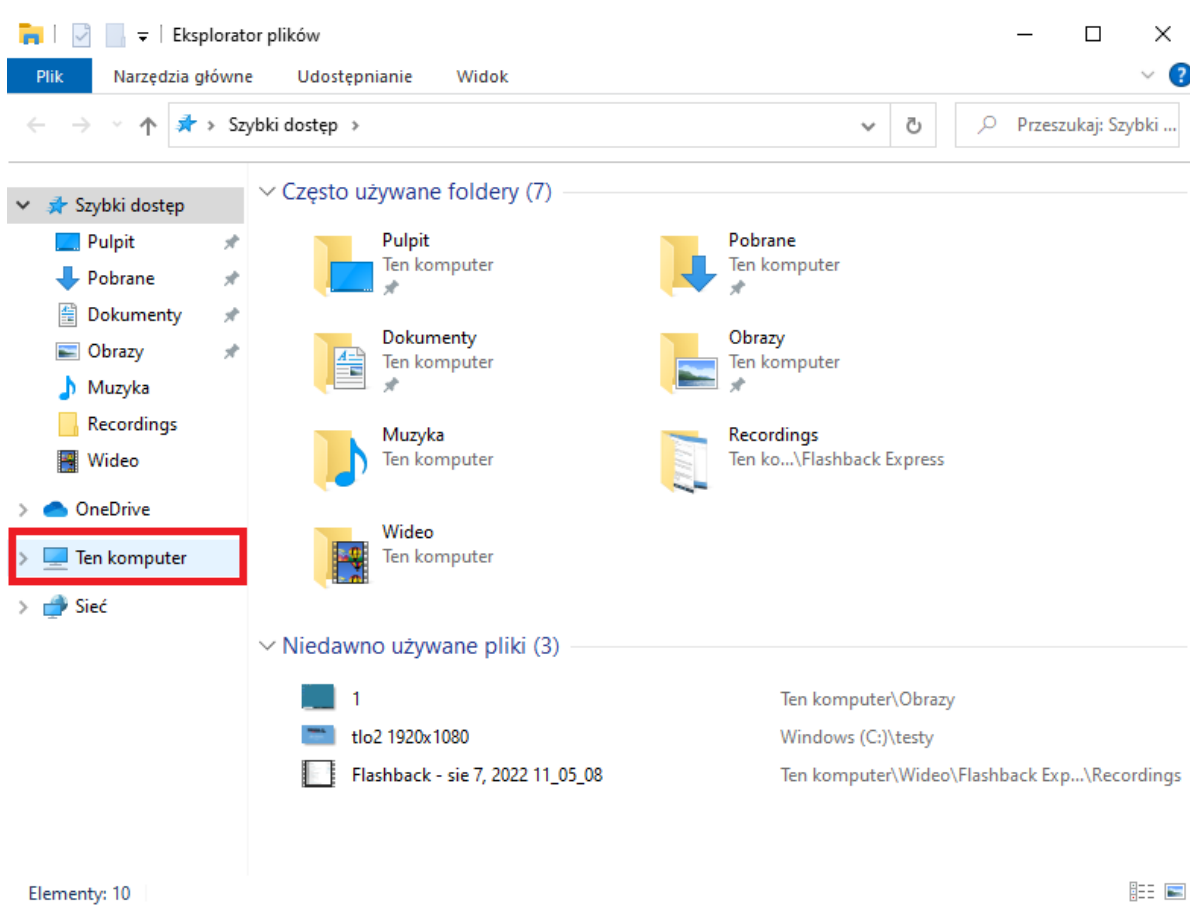 Eksplorator plików
Plik Narzędzia główne Udostępnianie Widok
?
Szybki dostęp
Przeszukaj: Szybki ...
Szybki dostęp
Pulpit
Pobrane
Dokumenty
Obrazy
Muzyka
Recordings
Wideo
OneDrive
Ten komputer
Sieć
Często używane foldery (7)
Pulpit
Ten komputer
Pobrane
Ten komputer
Dokumenty
Ten komputer
Obrazy
Ten komputer
Muzyka
Ten komputer
Recordings
Ten ko...\Flashback Express
Wideo
Ten komputer
Niedawno używane pliki (3)
1 Ten komputer\Obrazy
tlo2 1920x1080 Windows (C:)\testy
Flashback - sie 7, 2022 11_05_08 Ten komputer\Wideo\Flashback Exp...\Recordings
Elementy: 10